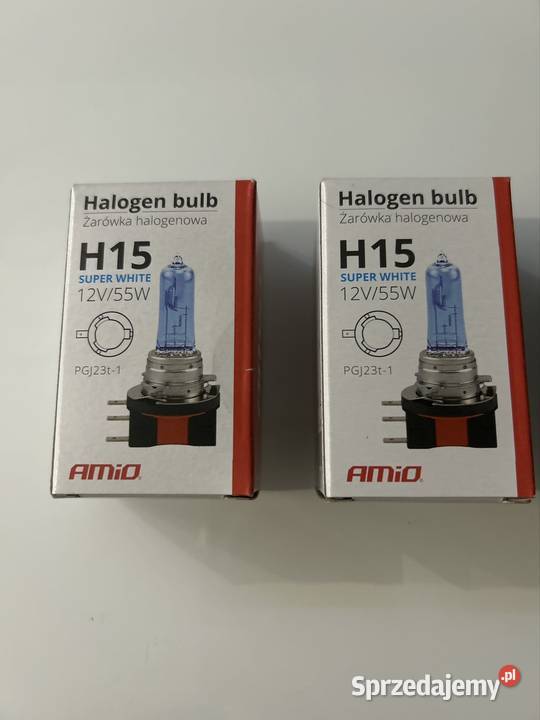 Halogen bulb
Żarówka halogenowa
H15
SUPER WHITE
12V/55W
PGJ23t-1
AMiO
Halogen bulb
Żarówka halogenowa
H15
SUPER WHITE
12V/55W
PGJ23t-1
AMiO
Sprzedajemy.pl